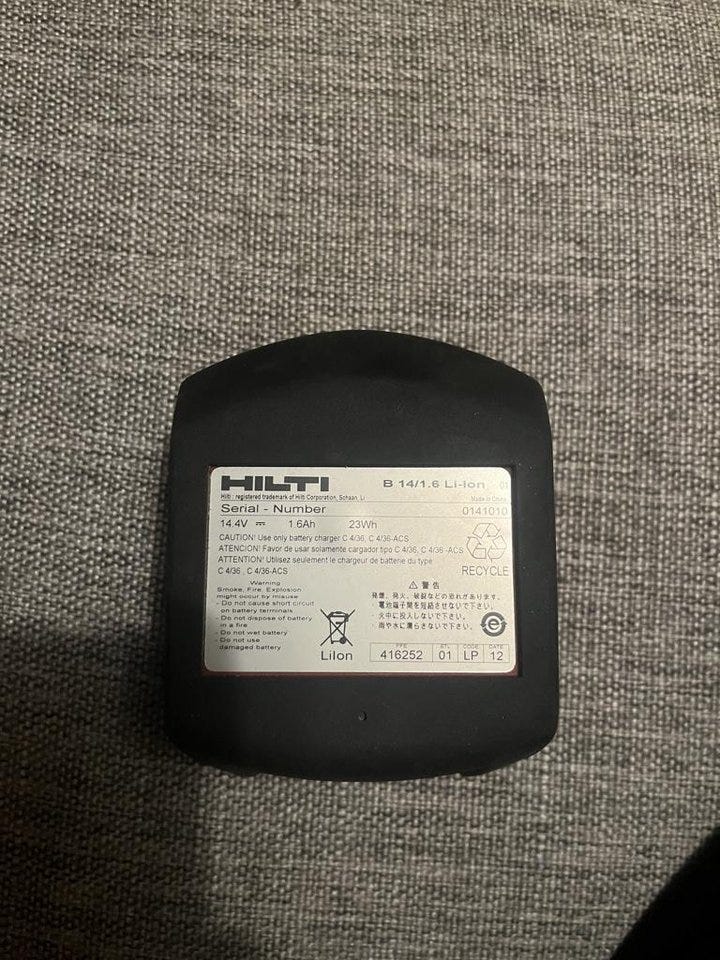 HILTI
B 14/1.6 Li-Ion 01
Hilti : registered trademark of Hilti Corporation, Schaan, Li
Made in China
Serial - Number 0141010
14.4V 1.6Ah 23Wh
CAUTION! Use only battery charger C 4/36, C 4/36-ACS
ATENCION! Favor de usar solamente cargador tipo C 4/36, C 4/36 -ACS
ATTENTION! Utilisez seulement le chargeur de batterie du type
C 4/36 , C 4/36-ACS
RECYCLE
Warning
Smoke, Fire, Explosion
might occur by misuse
- Do not cause short circuit
on battery terminals
- Do not dispose of battery
in a fire
- Do not wet battery
- Do not use
damaged battery
LiIon
⚠ 警告
発煙、発火、破裂などの恐れがあります。
・電池端子間を短絡させないで下さい。
・火中に投入しないで下さい。
・雨や水に濡らさないで下さい。
e
FFE STL CODE DATE
416252 01 LP 12